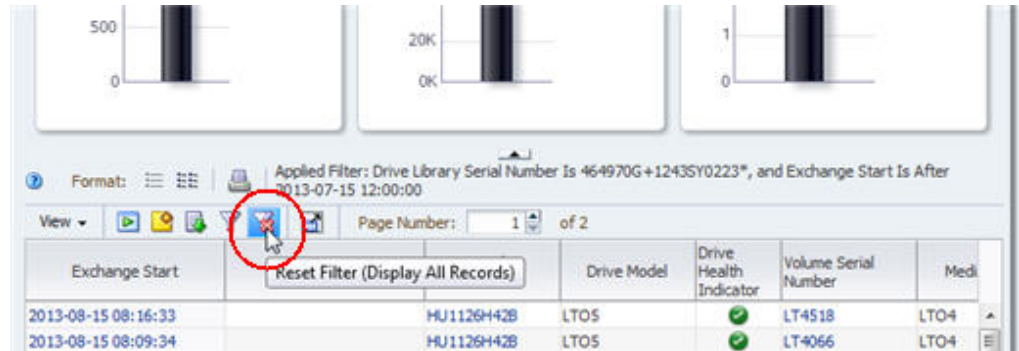 500
0
20K
0K
1
0
Format:
Applied Filter: Drive Library Serial Number Is 464970G+1243SY0223*, and Exchange Start Is After
2013-07-15 12:00:00
View
Page Number: 1 of 2
Exchange Start
Drive Model
Drive
Health
Indicator
Volume Serial
Number
Medi
Reset Filter (Display All Records)
2013-08-15 08:16:33 HU1126H42B LTO5 LT4518 LTO4
2013-08-15 08:09:34 HU1126H42B LTO5 LT4066 LTO4